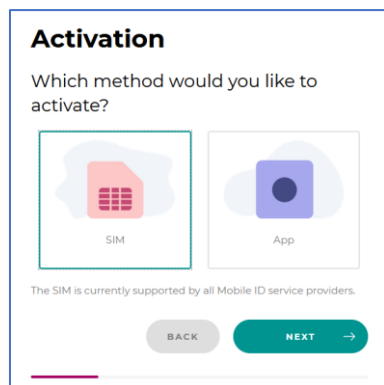 Activation
Which method would you like to
activate?
SIM
App
The SIM is currently supported by all Mobile ID service providers.
BACK
NEXT →